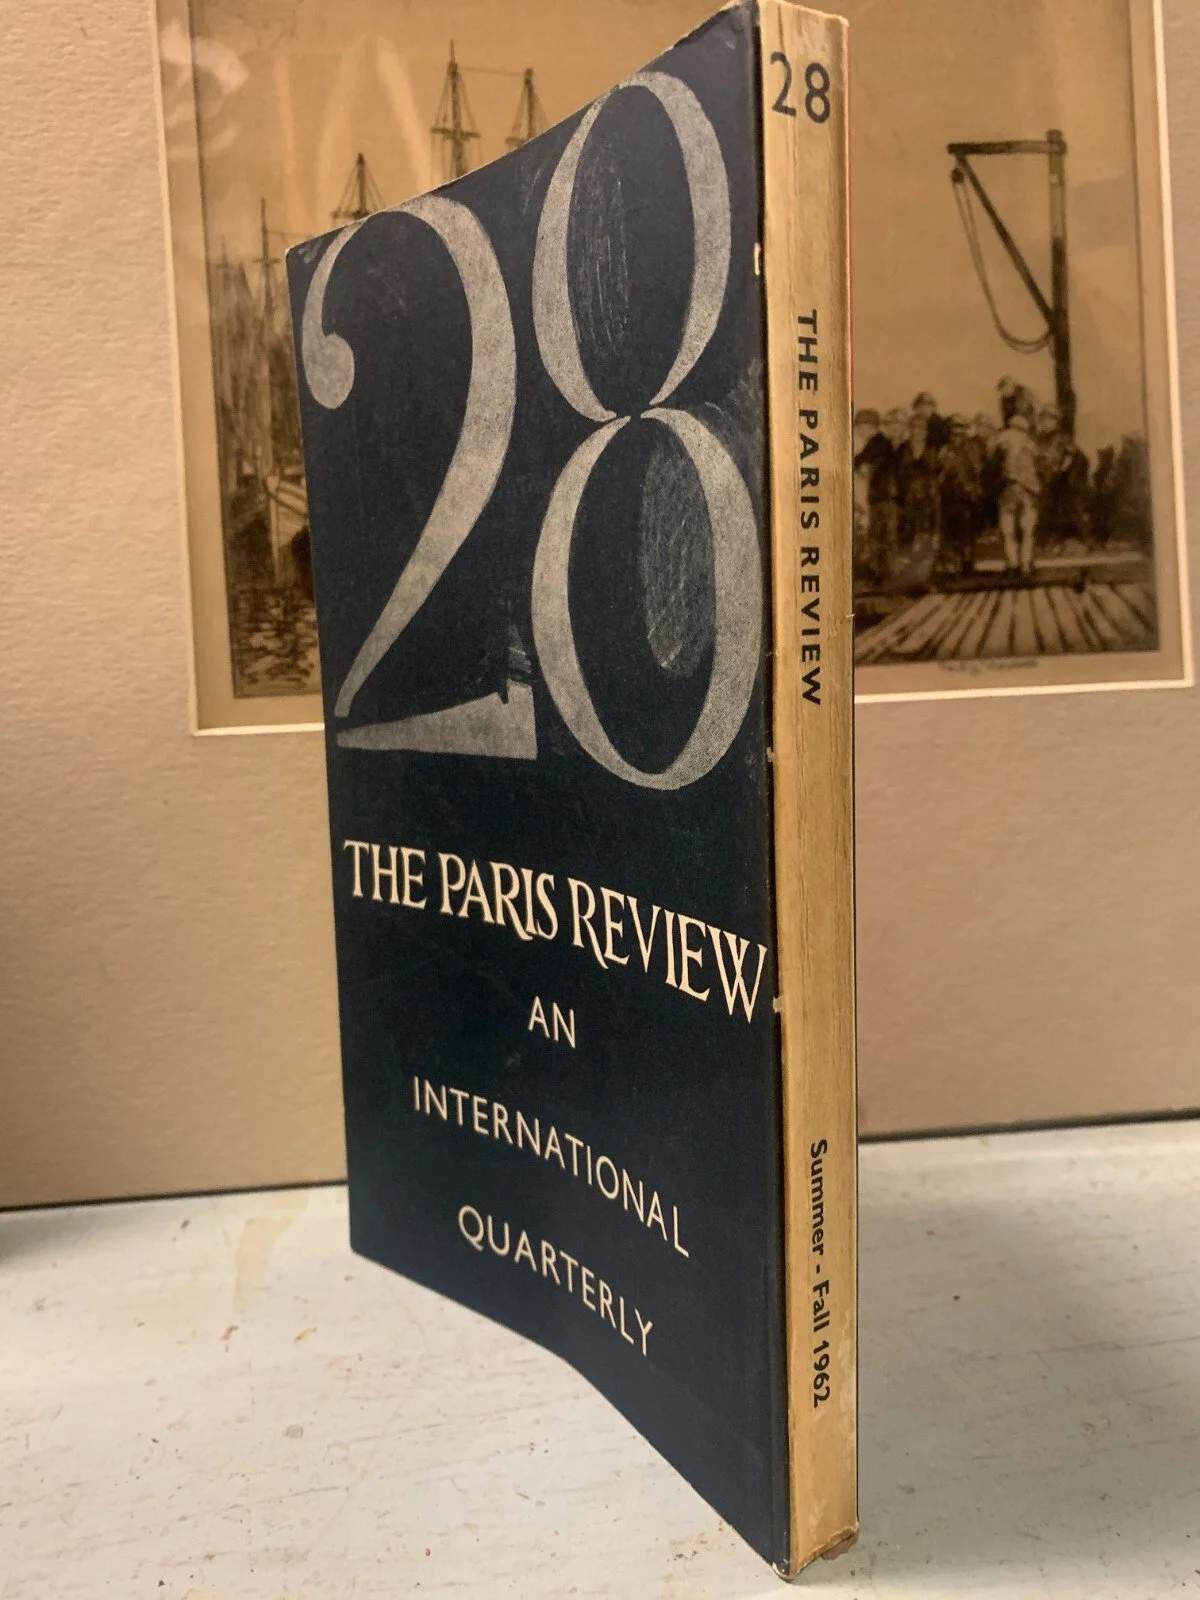 28
THE PARIS REVIEW
AN
INTERNATIONAL
QUARTERLY
28
THE PARIS REVIEW
Summer - Fall 1962